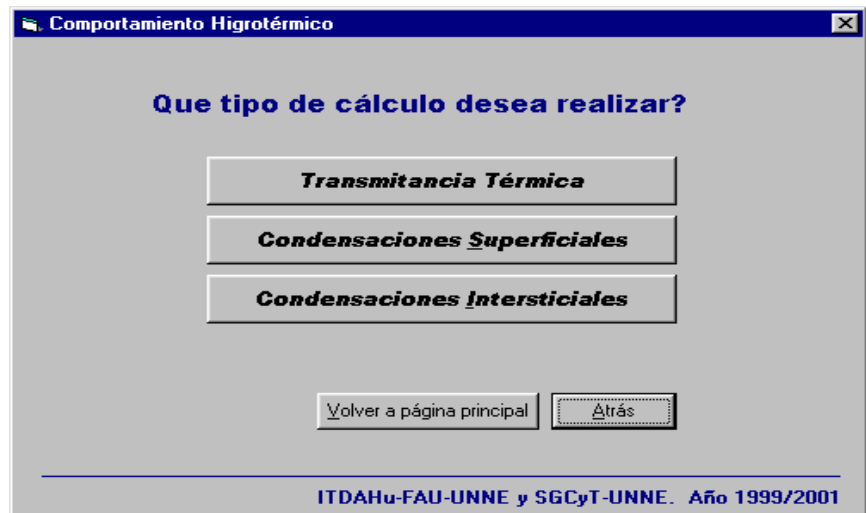 Comportamiento Higrotérmico
Que tipo de cálculo desea realizar?
Transmitancia Térmica
Condensaciones Superficiales
Condensaciones Intersticiales
Volver a página principal
Atrás
ITDAHu-FAU-UNNE y SGCyT-UNNE. Año 1999/2001